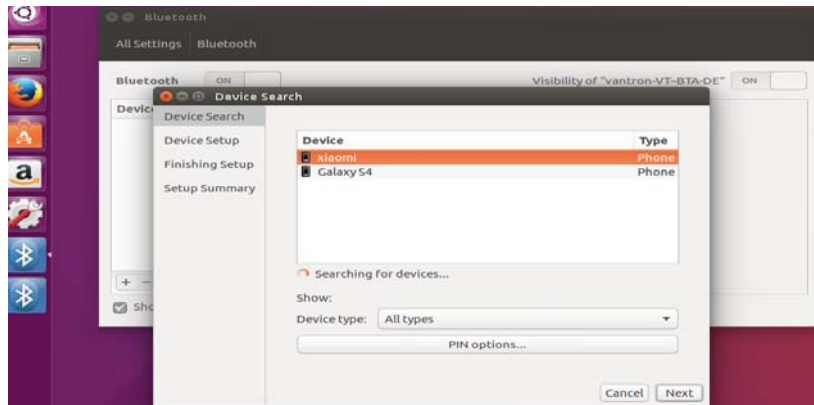 Bluetooth
All Settings Bluetooth
Bluetooth ON Visibility of "vantron-VT-BTA-DE" ON
Device Search
Device Search
Device Setup
Finishing Setup
Setup Summary
Device Type
xiaomi Phone
Galaxy S4 Phone
Searching for devices...
Show:
Device type: All types
PIN options...
Cancel Next
a
+ -